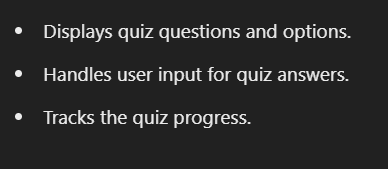 • Displays quiz questions and options.
• Handles user input for quiz answers.
• Tracks the quiz progress.